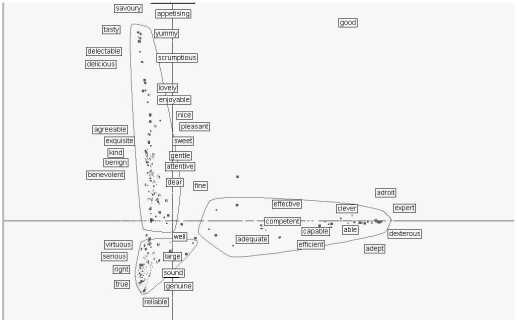 savoury
appetising
good
tasty
yummy
delectable
scrumptious
delicious
lovely
enjoyable
nice
agreeable
pleasant
exquisite
sweet
kind
gentle
benign
attentive
benevolent
dear
fine
adroit
effective
clever
expert
competent
capable
able
dexterous
well
adequate
efficient
adept
virtuous
serious
large
right
sound
true
genuine
reliable